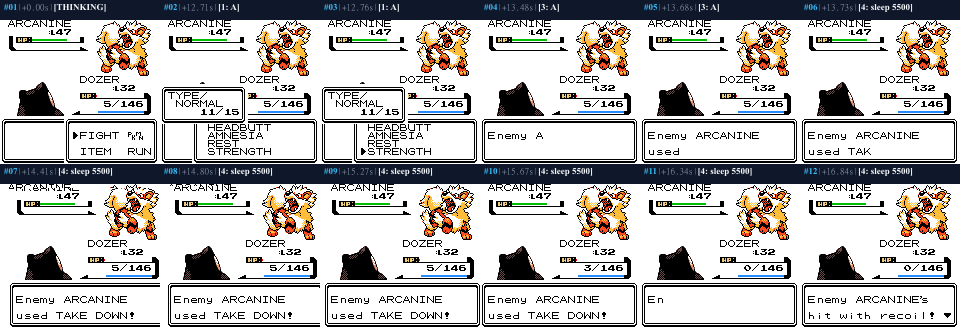 #01|+0.00s|[THINKING]
ARCANINE
:L47
HP:
DOZER
:L32
HP:
5/146
▶FIGHT PKMN
ITEM RUN
#02|+12.71s|[1: A]
ARCANINE
:L47
HP:
DOZER
:L32
5/146
TYPE/
NORMAL
11/15
HEADBUTT
AMNESIA
REST
STRENGTH
#03|+12.76s|[1: A]
ARCANINE
:L47
HP:
DOZER
:L32
5/146
TYPE/
NORMAL
11/15
HEADBUTT
AMNESIA
REST
▶STRENGTH
#04|+13.48s|[3: A]
ARCANINE
:L47
HP:
DOZER
:L32
HP:
5/146
Enemy A
#05|+13.68s|[3: A]
ARCANINE
:L47
HP:
DOZER
:L32
HP:
5/146
Enemy ARCANINE
used
#06|+13.73s|[4: sleep 5500]
ARCANINE
:L47
HP:
DOZER
:L32
HP:
5/146
Enemy ARCANINE
used TAK
#07|+14.41s|[4: sleep 5500]
ARCANINE
:L47
HP:
DOZER
:L32
HP:
5/146
Enemy ARCANINE
used TAKE DOWN!
#08|+14.80s|[4: sleep 5500]
ARCANINE
:L47
HP:
DOZER
:L32
HP:
5/146
Enemy ARCANINE
used TAKE DOWN!
#09|+15.27s|[4: sleep 5500]
ARCANINE
:L47
HP:
DOZER
:L32
HP:
5/146
Enemy ARCANINE
used TAKE DOWN!
#10|+15.67s|[4: sleep 5500]
ARCANINE
:L47
HP:
DOZER
:L32
HP:
3/146
Enemy ARCANINE
used TAKE DOWN!
#11|+16.34s|[4: sleep 5500]
ARCANINE
:L47
HP:
DOZER
:L32
HP:
0/146
En
#12|+16.84s|[4: sleep 5500]
ARCANINE
:L47
HP:
DOZER
:L32
HP:
0/146
Enemy ARCANINE's
hit with recoil! ▼